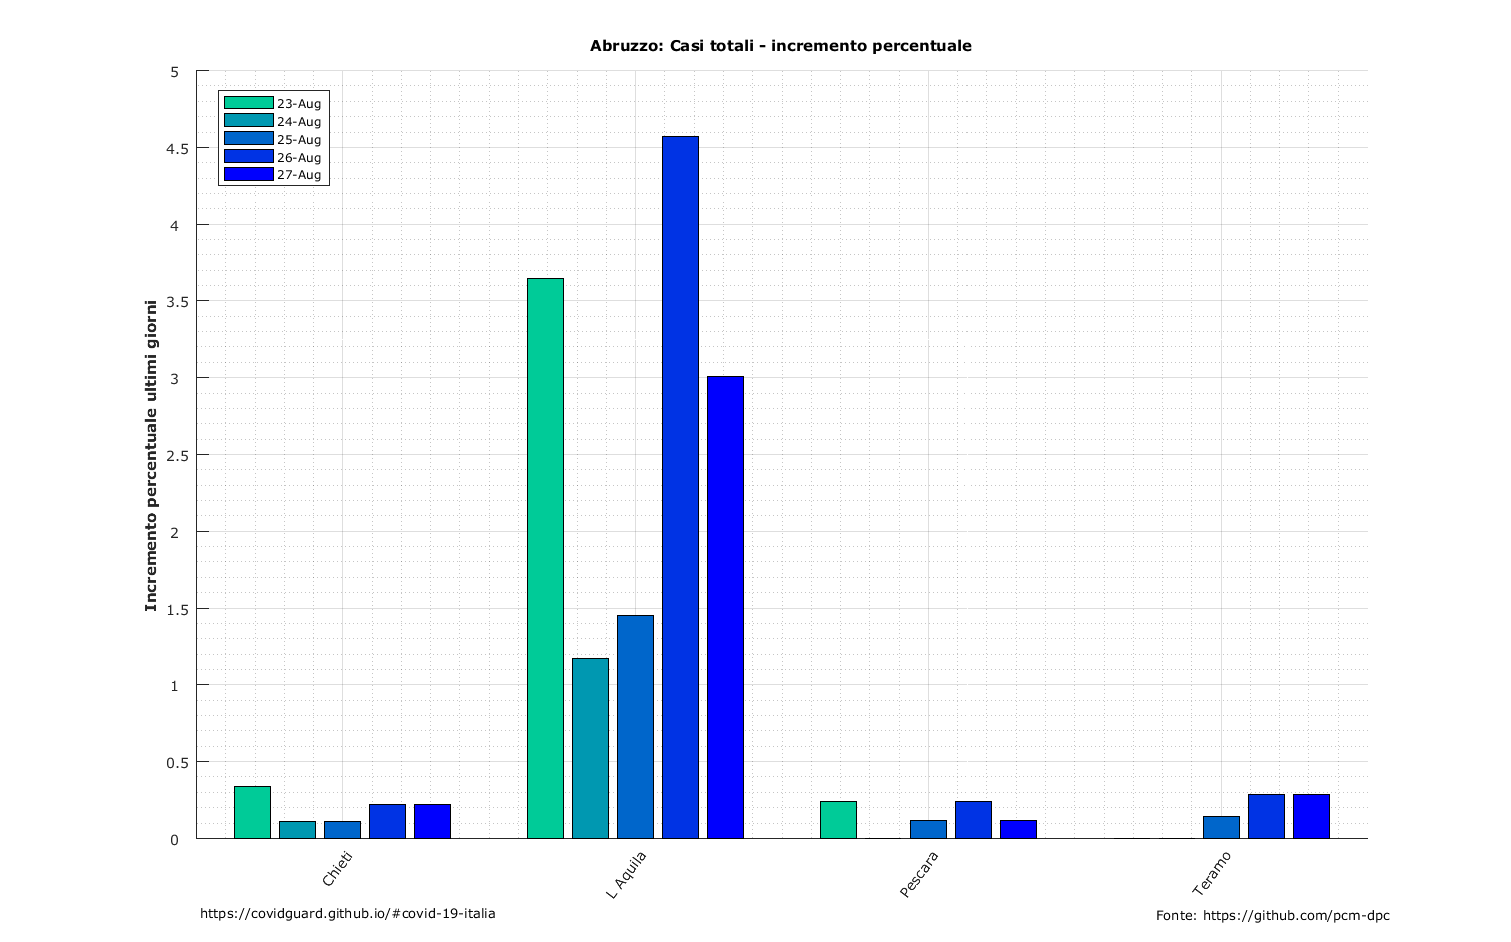 Abruzzo: Casi totali - incremento percentuale
5
4.5
4
3.5
3
2.5
2
1.5
1
0.5
0
Incremento percentuale ultimi giorni
23-Aug
24-Aug
25-Aug
26-Aug
27-Aug
Chieti
L Aquila
Pescara
Teramo
https://covidguard.github.io/#covid-19-italia
Fonte: https://github.com/pcm-dpc